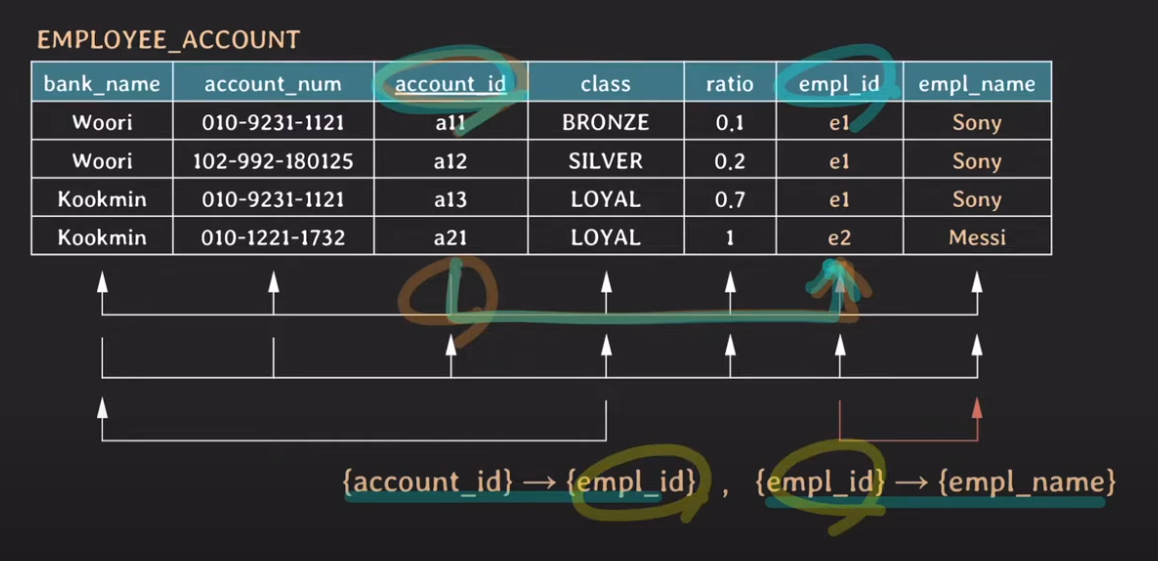 EMPLOYEE_ACCOUNT
bank_name account_num account_id class ratio empl_id empl_name
Woori 010-9231-1121 a11 BRONZE 0.1 e1 Sony
Woori 102-992-180125 a12 SILVER 0.2 e1 Sony
Kookmin 010-9231-1121 a13 LOYAL 0.7 e1 Sony
Kookmin 010-1221-1732 a21 LOYAL 1 e2 Messi
{account_id} → {empl_id} , {empl_id} → {empl_name}